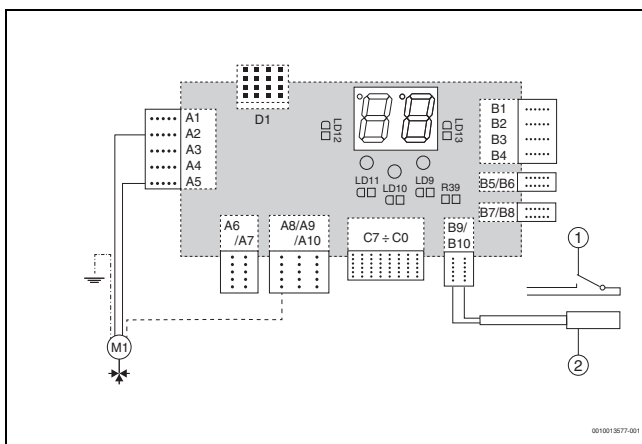 D1
A1
A2
A3
A4
A5
LD12
LD13
B1
B2
B3
B4
LD11
LD10
LD9
R39
B5/B6
B7/B8
A6
/A7
A8/A9
/A10
C7 ÷ C0
B9/
B10
1
2
M1
0010013577-001